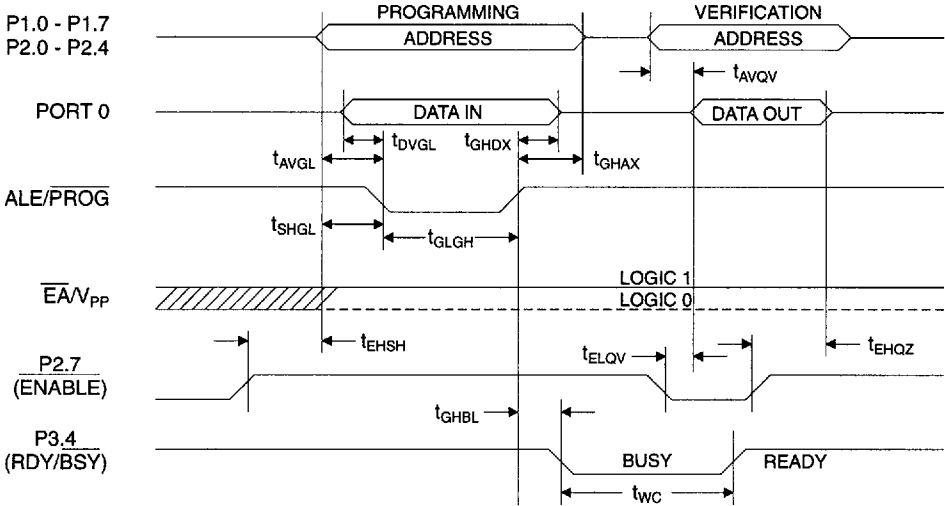 PROGRAMMING VERIFICATION
P1.0 - P1.7
P2.0 - P2.4
ADDRESS ADDRESS
tAVQV
PORT 0 DATA IN DATA OUT
tDVGL tGHDX
tAVGL tGHAX
ALE/PROG
tSHGL tGLGH
EA/VPP
LOGIC 1
LOGIC 0
tEHSH tELQV tEHQZ
P2.7
(ENABLE)
tGHBL
P3.4
(RDY/BSY)
BUSY READY
tWC